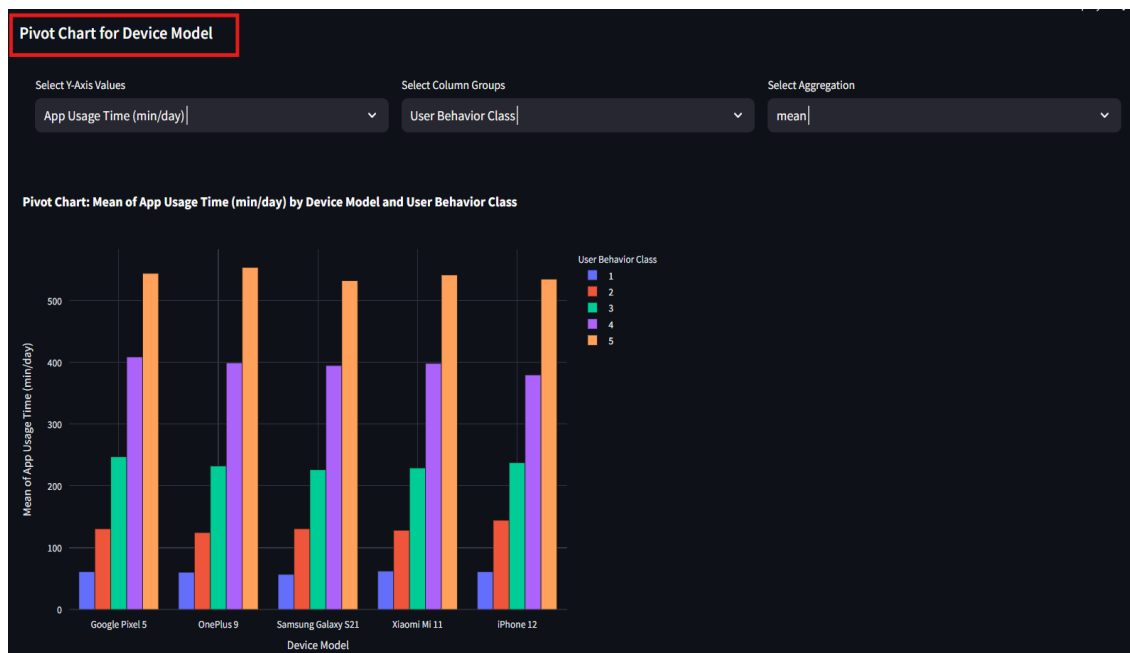 Pivot Chart for Device Model
Select Y-Axis Values
Select Column Groups
Select Aggregation
App Usage Time (min/day)
User Behavior Class
mean
Pivot Chart: Mean of App Usage Time (min/day) by Device Model and User Behavior Class
User Behavior Class
1
2
3
4
5
Mean of App Usage Time (min/day)
500
400
300
200
100
0
Google Pixel 5
OnePlus 9
Samsung Galaxy S21
Xiaomi Mi 11
iPhone 12
Device Model